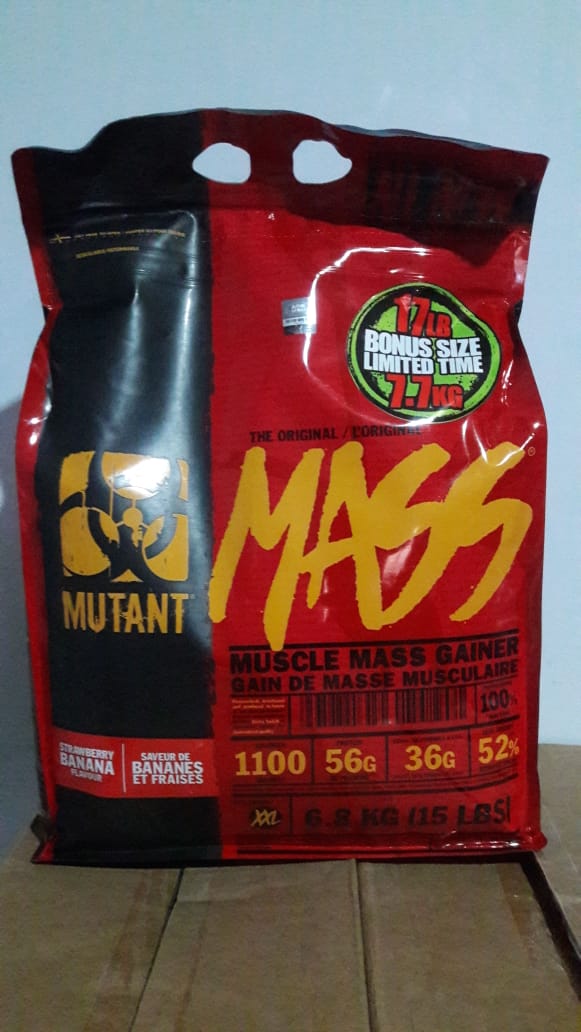 17LB
BONUS SIZE
LIMITED TIME
7.7KG
THE ORIGINAL / L'ORIGINAL
MASS®
MUTANT
MUSCLE MASS GAINER
GAIN DE MASSE MUSCULAIRE
100%
1100
56G
36G
52%
STRAWBERRY
BANANA
FLAVOUR
SAVEUR DE
BANANES
ET FRAISES
XXL
6.8 KG (15 LBS)